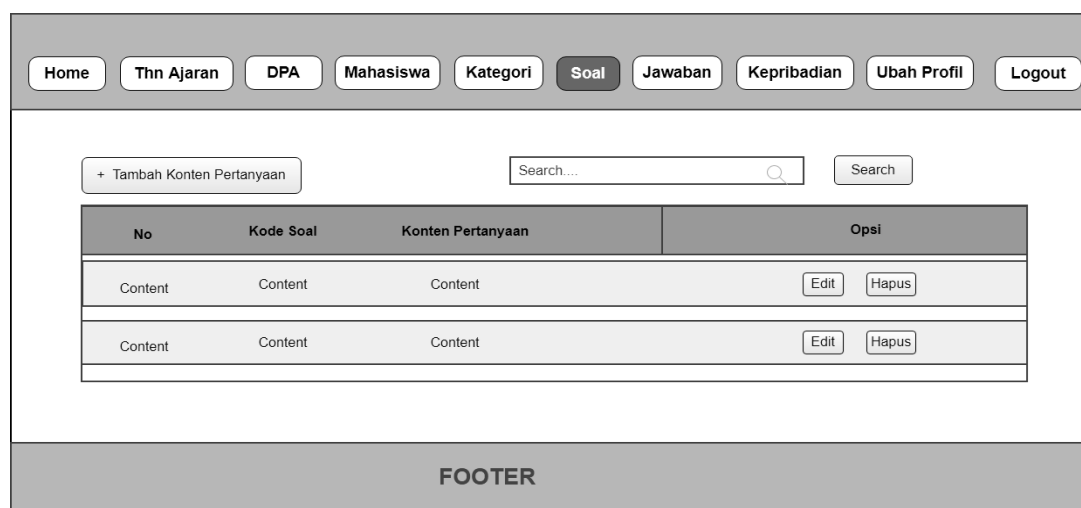 Home Thn Ajaran DPA Mahasiswa Kategori Soal Jawaban Kepribadian Ubah Profil Logout
+ Tambah Konten Pertanyaan Search.... Search
No Kode Soal Konten Pertanyaan Opsi
Content Content Content Edit Hapus
Content Content Content Edit Hapus
FOOTER